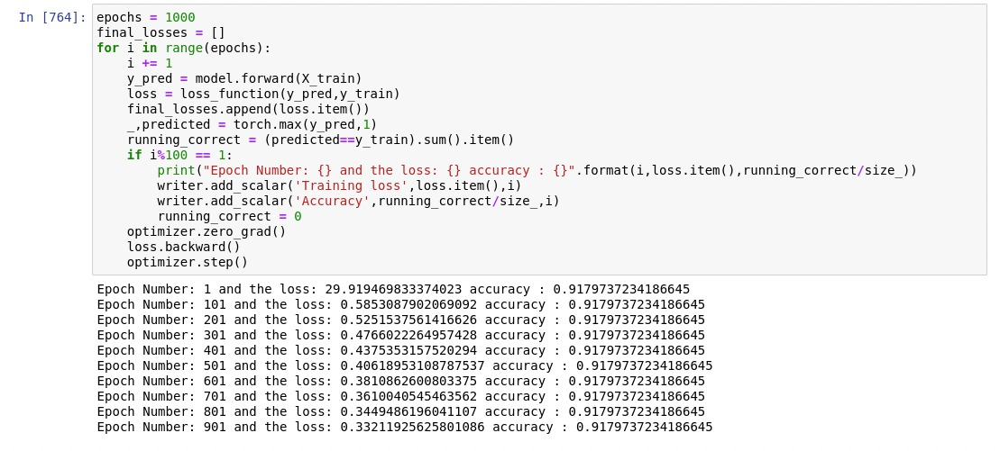 In [764]: epochs = 1000
final_losses = []
for i in range(epochs):
    i += 1
    y_pred = model.forward(X_train)
    loss = loss_function(y_pred,y_train)
    final_losses.append(loss.item())
    _,predicted = torch.max(y_pred,1)
    running_correct = (predicted==y_train).sum().item()
    if i%100 == 1:
        print("Epoch Number: {} and the loss: {} accuracy : {}".format(i,loss.item(),running_correct/size_))
        writer.add_scalar('Training loss',loss.item(),i)
        writer.add_scalar('Accuracy',running_correct/size_,i)
        running_correct = 0
    optimizer.zero_grad()
    loss.backward()
    optimizer.step()
Epoch Number: 1 and the loss: 29.919469833374023 accuracy : 0.9179737234186645
Epoch Number: 101 and the loss: 0.5853087902069092 accuracy : 0.9179737234186645
Epoch Number: 201 and the loss: 0.5251537561416626 accuracy : 0.9179737234186645
Epoch Number: 301 and the loss: 0.4766022264957428 accuracy : 0.9179737234186645
Epoch Number: 401 and the loss: 0.4375353157520294 accuracy : 0.9179737234186645
Epoch Number: 501 and the loss: 0.40618953108787537 accuracy : 0.9179737234186645
Epoch Number: 601 and the loss: 0.3810862600803375 accuracy : 0.9179737234186645
Epoch Number: 701 and the loss: 0.3610040545463562 accuracy : 0.9179737234186645
Epoch Number: 801 and the loss: 0.3449486196041107 accuracy : 0.9179737234186645
Epoch Number: 901 and the loss: 0.33211925625801086 accuracy : 0.9179737234186645